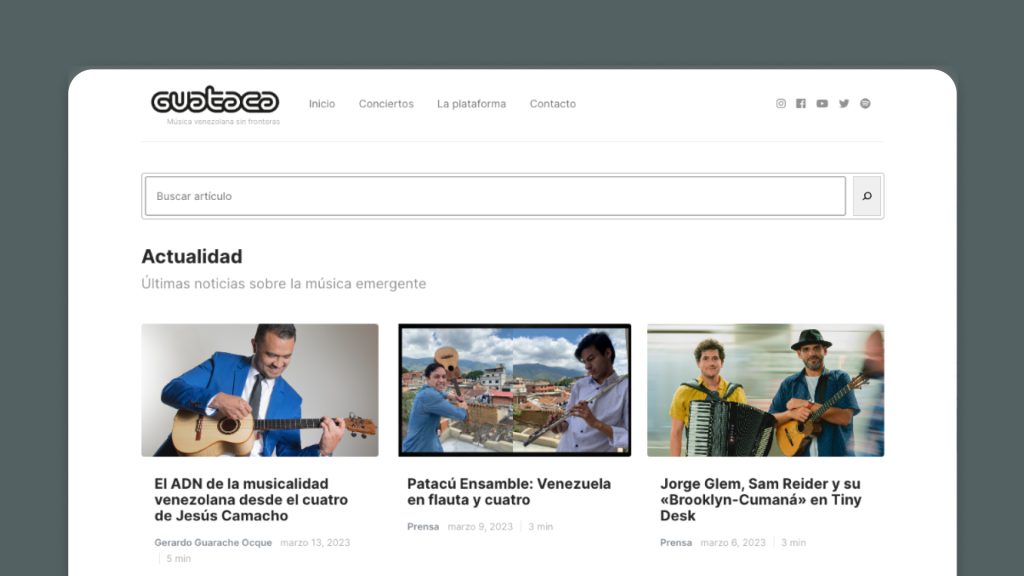 Guataca
Música venezolana sin fronteras
Inicio Conciertos La plataforma Contacto
Buscar artículo
Actualidad
Últimas noticias sobre la música emergente
El ADN de la musicalidad
venezolana desde el cuatro
de Jesús Camacho
Gerardo Guarache Ocque marzo 13, 2023
5 min
Patacú Ensamble: Venezuela
en flauta y cuatro
Prensa marzo 9, 2023 3 min
Jorge Glem, Sam Reider y su
«Brooklyn-Cumaná» en Tiny
Desk
Prensa marzo 6, 2023 3 min